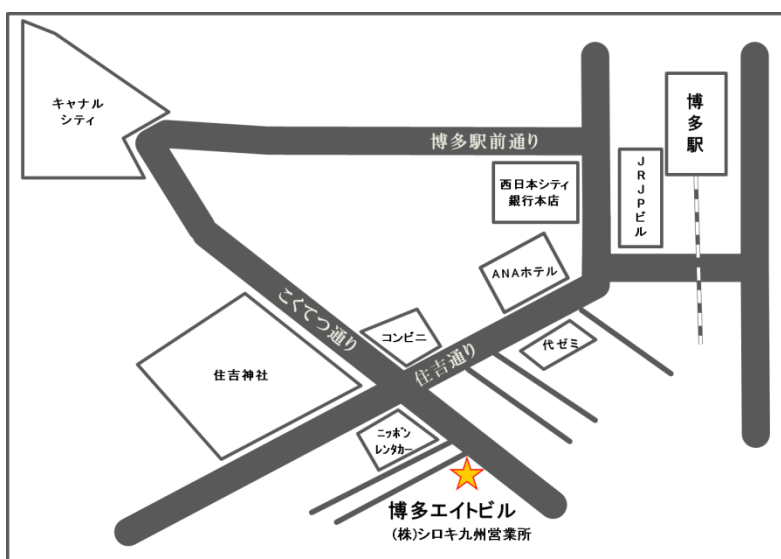 キャナル
シティ
博多駅前通り
博多駅
JRJPビル
西日本シティ
銀行本店
ANAホテル
こくてつ通り
コンビニ
住吉通り
代ゼミ
住吉神社
ニッポン
レンタカー
博多エイトビル
(株)シロキ九州営業所